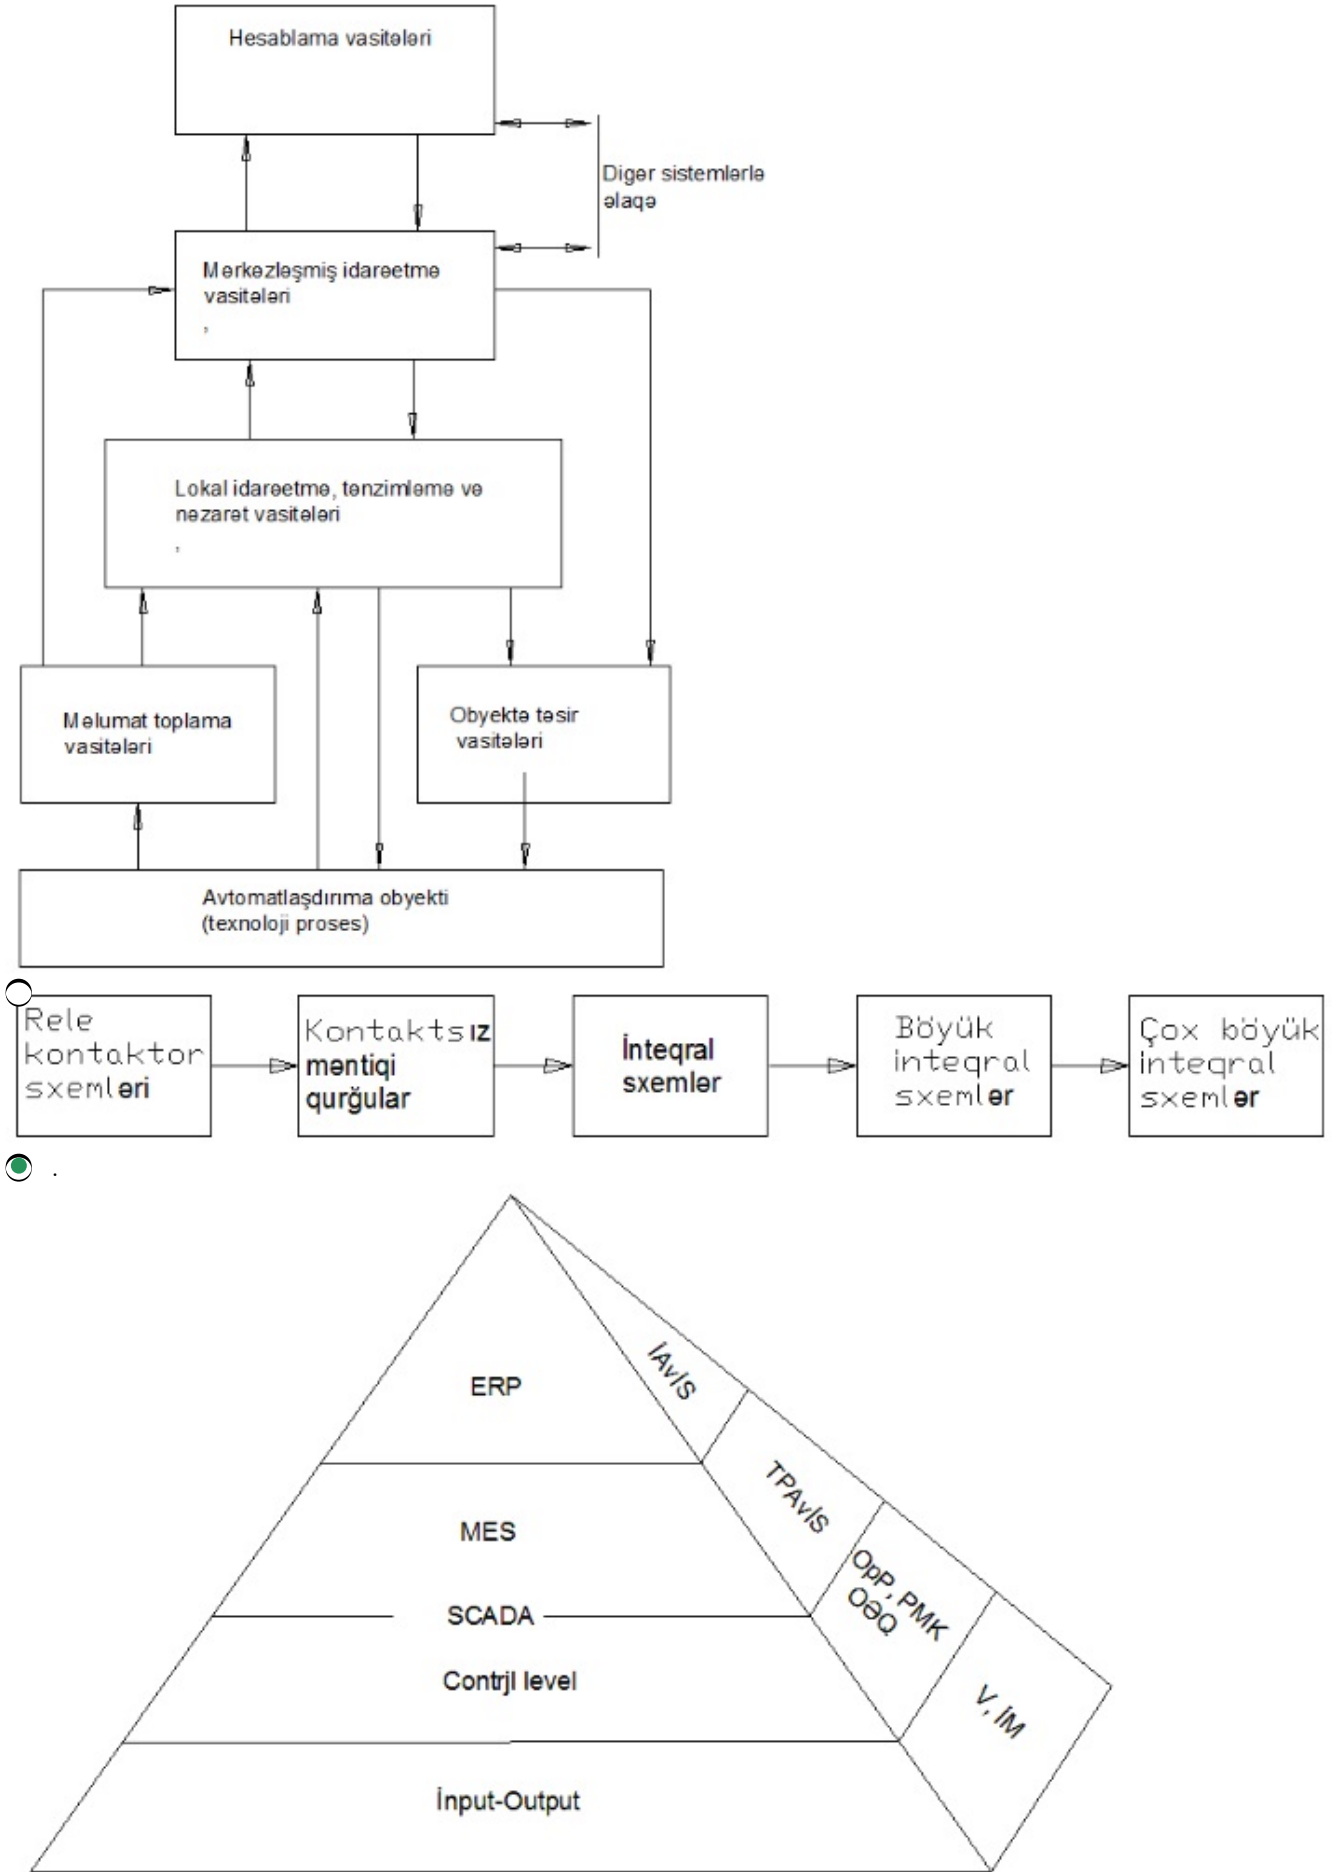 Hesablama vasitələri
Digər sistemlərlə
əlaqə
Mərkəzləşmiş idarəetmə
vasitələri
,
Lokal idarəetmə, tənzimləmə və
nəzarət vasitələri
,
Məlumat toplama
vasitələri
Obyektə təsir
vasitələri
Avtomatlaşdırıma obyekti
(texnoloji proses)
Rele
kontaktor
sxemləri
Kontaktsız
məntiqi
qurğular
İnteqral
sxemlər
Böyük
inteqral
sxemlər
Çox böyük
inteqral
sxemlər
.
ERP
İAvİS
MES
TPAvİS
SCADA
OpP, PMK
OƏQ
Contrjl level
V, İM
İnput-Output